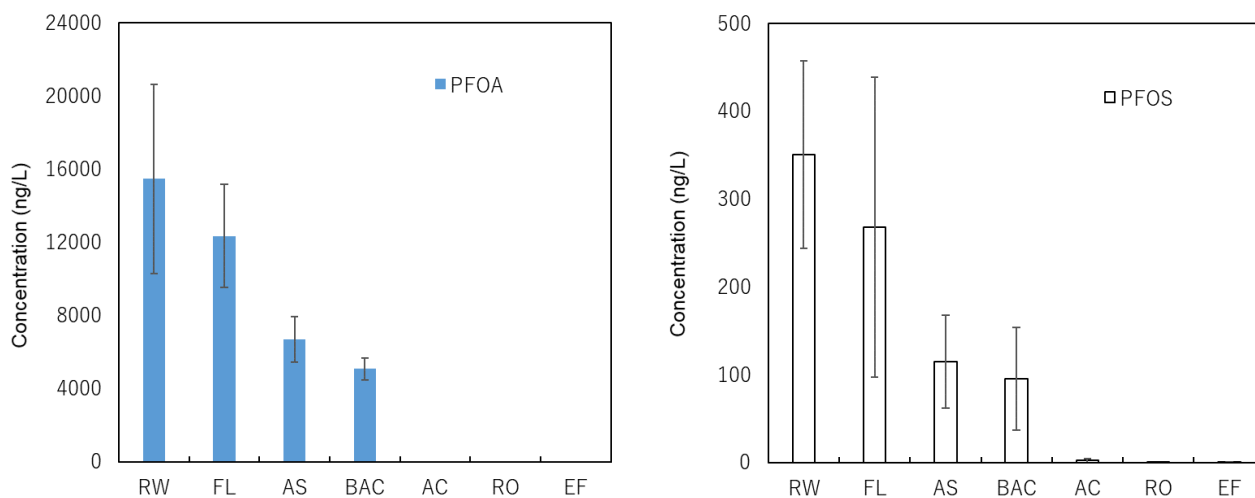 24000
20000
16000
12000
8000
4000
0
Concentration (ng/L)
PFOA
RW FL AS BAC AC RO EF
500
400
300
200
100
0
Concentration (ng/L)
PFOS
RW FL AS BAC AC RO EF